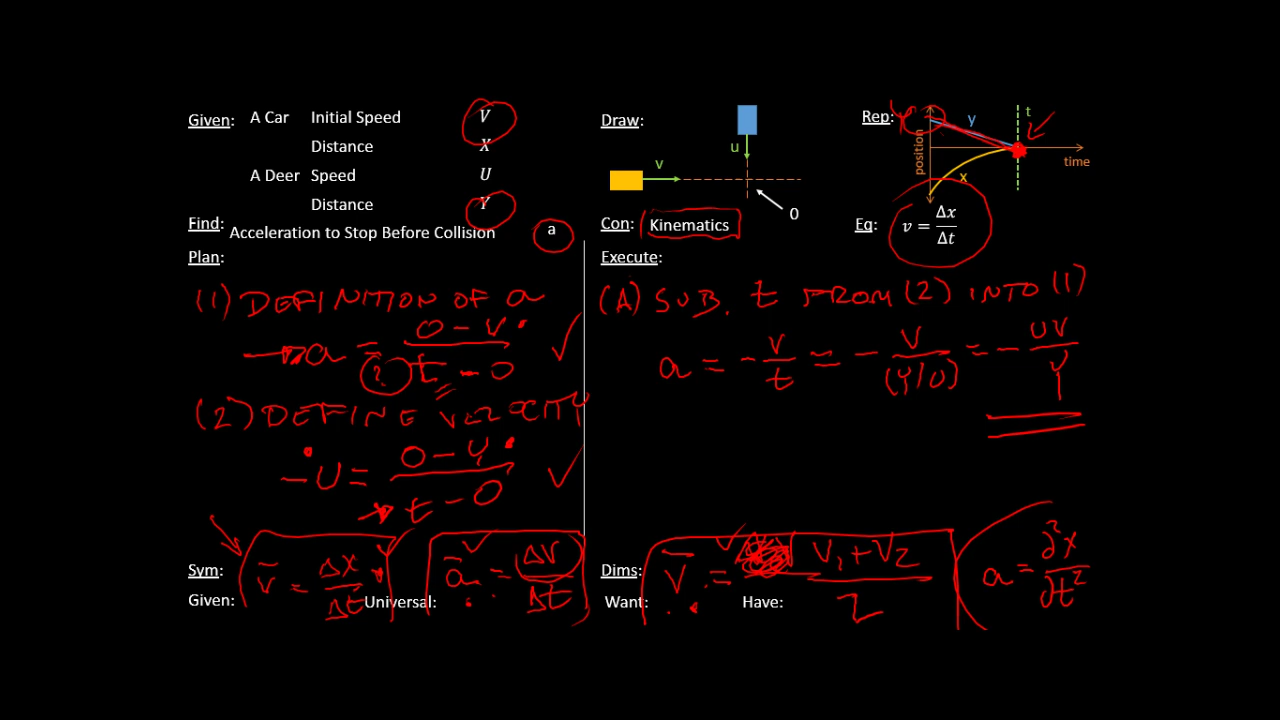 Given: A Car Initial Speed V
Distance X
A Deer Speed U
Distance Y
Find: Acceleration to Stop Before Collision a
Draw:
u
v
0
Rep: y t
position
time
x
Con: Kinematics
Eq: v = Δx/Δt
Plan:
(1) DEFINITION OF a
a = (0 - V)/(t - 0) ✓
(?)
(2) DEFINE VELOCITY
-U = (0 - Y)/(t - 0) ✓
Execute:
(A) SUB. t FROM (2) INTO (1)
a = - V/t = - V/(Y/U) = - UV/Y
Sym: v̄ = Δx/Δt
ā = ΔV/Δt
Given: Universal:
Dims: V̄ = (V1 + V2)/2
a = ∂²x/∂t²
Want: Have: